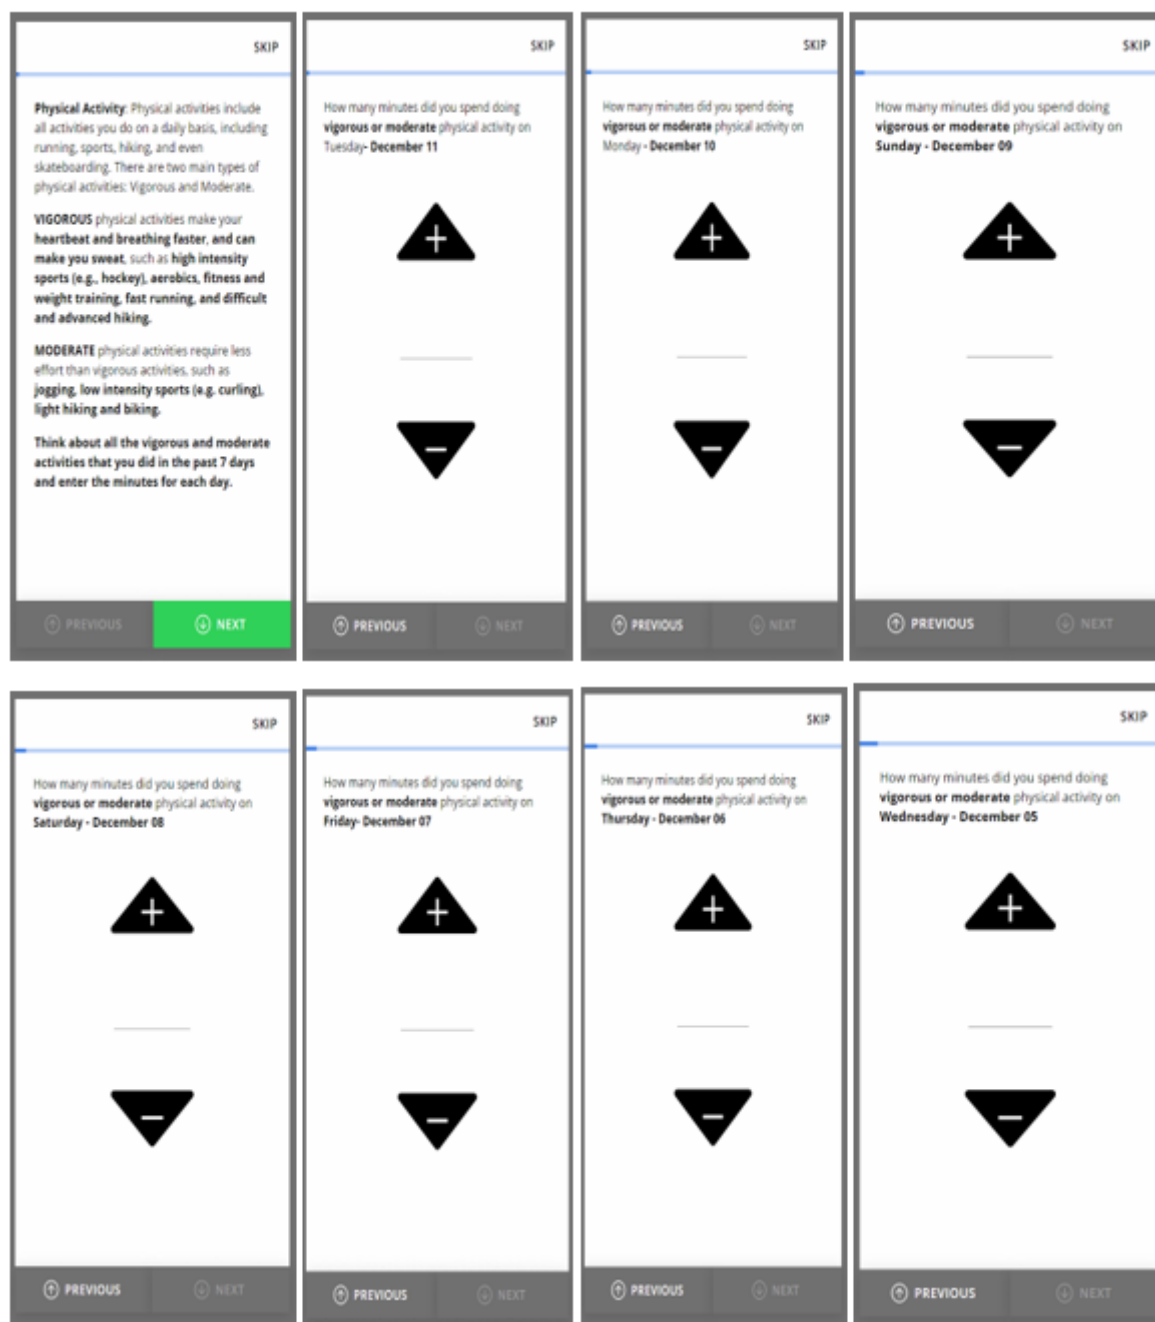 SKIP
Physical Activity: Physical activities include
all activities you do on a daily basis, including
running, sports, hiking, and even
skateboarding. There are two main types of
physical activities: Vigorous and Moderate.
VIGOROUS physical activities make your
heartbeat and breathing faster, and can
make you sweat, such as high intensity
sports (e.g., hockey), aerobics, fitness and
weight training, fast running, and difficult
and advanced hiking.
MODERATE physical activities require less
effort than vigorous activities, such as
jogging, low intensity sports (e.g. curling),
light hiking and biking.
Think about all the vigorous and moderate
activities that you did in the past 7 days
and enter the minutes for each day.
PREVIOUS NEXT
SKIP
How many minutes did you spend doing
vigorous or moderate physical activity on
Tuesday- December 11
+
−
PREVIOUS NEXT
SKIP
How many minutes did you spend doing
vigorous or moderate physical activity on
Monday - December 10
+
−
PREVIOUS NEXT
SKIP
How many minutes did you spend doing
vigorous or moderate physical activity on
Sunday - December 09
+
−
PREVIOUS NEXT
SKIP
How many minutes did you spend doing
vigorous or moderate physical activity on
Saturday - December 08
+
−
PREVIOUS NEXT
SKIP
How many minutes did you spend doing
vigorous or moderate physical activity on
Friday- December 07
+
−
PREVIOUS NEXT
SKIP
How many minutes did you spend doing
vigorous or moderate physical activity on
Thursday - December 06
+
−
PREVIOUS NEXT
SKIP
How many minutes did you spend doing
vigorous or moderate physical activity on
Wednesday - December 05
+
−
PREVIOUS NEXT